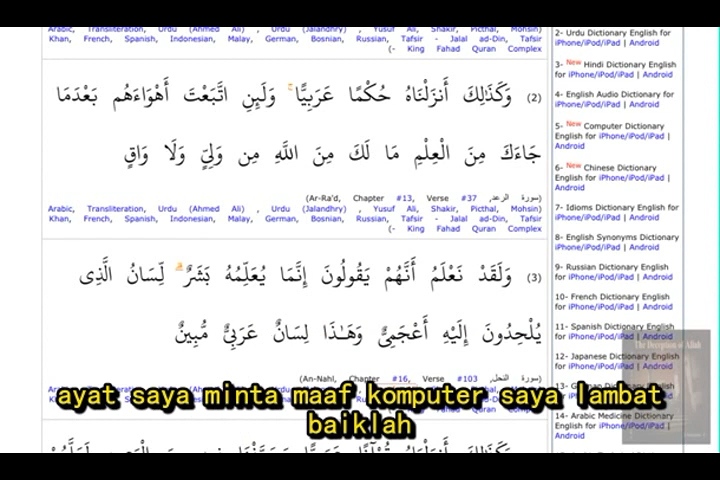 Arabic, Transliteration, Urdu (Ahmed Ali) , Urdu (Jalandhry) , Yusuf Ali, Shakir, Picthal, Mohsin)
Khan, French, Spanish, Indonesian, Malay, German, Bosnian, Russian, Tafsir - Jalal ad-Din, Tafsir
(- King Fahad Quran Complex
(2) وَكَذَٰلِكَ أَنزَلْنَاهُ حُكْمًا عَرَبِيًّا ۚ وَلَئِنِ اتَّبَعْتَ أَهْوَاءَهُم بَعْدَمَا
جَاءَكَ مِنَ الْعِلْمِ مَا لَكَ مِنَ اللَّهِ مِن وَلِيٍّ وَلَا وَاقٍ
(Ar-Ra'd, Chapter #13, Verse #37 ,سورة الرعد)
Arabic, Transliteration, Urdu (Ahmed Ali) , Urdu (Jalandhry) , Yusuf Ali, Shakir, Picthal, Mohsin)
Khan, French, Spanish, Indonesian, Malay, German, Bosnian, Russian, Tafsir - Jalal ad-Din, Tafsir
(- King Fahad Quran Complex
(3) وَلَقَدْ نَعْلَمُ أَنَّهُمْ يَقُولُونَ إِنَّمَا يُعَلِّمُهُ بَشَرٌ ۗ لِّسَانُ الَّذِي
يُلْحِدُونَ إِلَيْهِ أَعْجَمِيٌّ وَهَـٰذَا لِسَانٌ عَرَبِيٌّ مُّبِينٌ
(An-Nahl, Chapter #16, Verse #103 ,سورة النحل)
ayat saya minta maaf komputer saya lambat
baiklah
2- Urdu Dictionary English for
iPhone/iPod/iPad | Android
3- New Hindi Dictionary English
for iPhone/iPod/iPad | Android
4- English Audio Dictionary for
iPhone/iPod/iPad | Android
5- New Computer Dictionary
English for iPhone/iPod/iPad |
Android
6- New Chinese Dictionary
English for iPhone/iPod/iPad |
Android
7- Idioms Dictionary English for
iPhone/iPod/iPad | Android
8- English Synonyms Dictionary
for iPhone/iPod/iPad | Android
9- Russian Dictionary English
for iPhone/iPod/iPad | Android
10- French Dictionary English
for iPhone/iPod/iPad | Android
11- Spanish Dictionary English
for iPhone/iPod/iPad | Android
12- Japanese Dictionary English
for iPhone/iPod/iPad | Android
14- Arabic Medicine Dictionary
English for iPhone/iPod/iPad |
Android